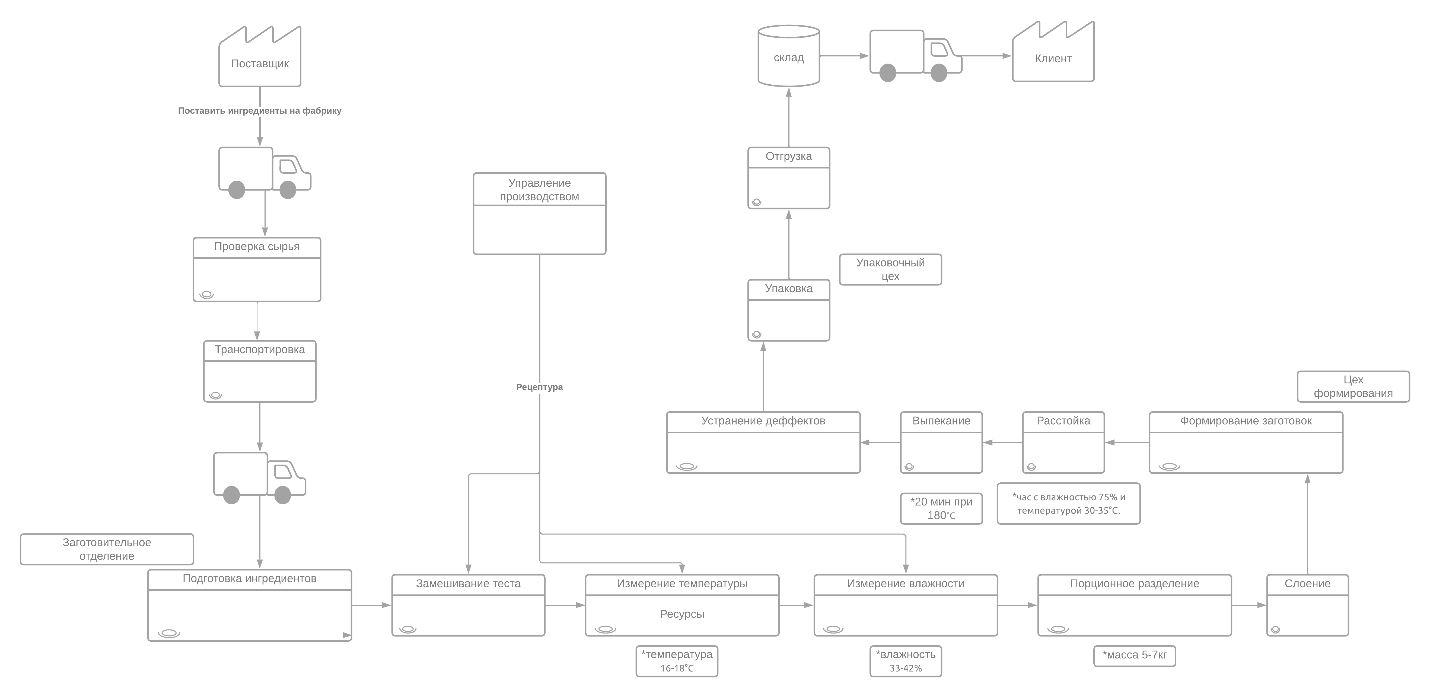 Поставщик
Поставить ингредиенты на фабрику
Проверка сырья
Транспортировка
Заготовительное
отделение
Подготовка ингредиентов
Управление
производством
Рецептура
Замешивание теста
Измерение температуры
Ресурсы
*температура
16-18°С
Измерение влажности
*влажность
33-42%
Порционное разделение
*масса 5-7кг
Слоение
Цех
формирования
Формирование заготовок
Расстойка
*час с влажностью 75% и
температурой 30-35°С.
Выпекание
*20 мин при
180°С
Устранение деффектов
Упаковочный
цех
Упаковка
Отгрузка
склад
Клиент